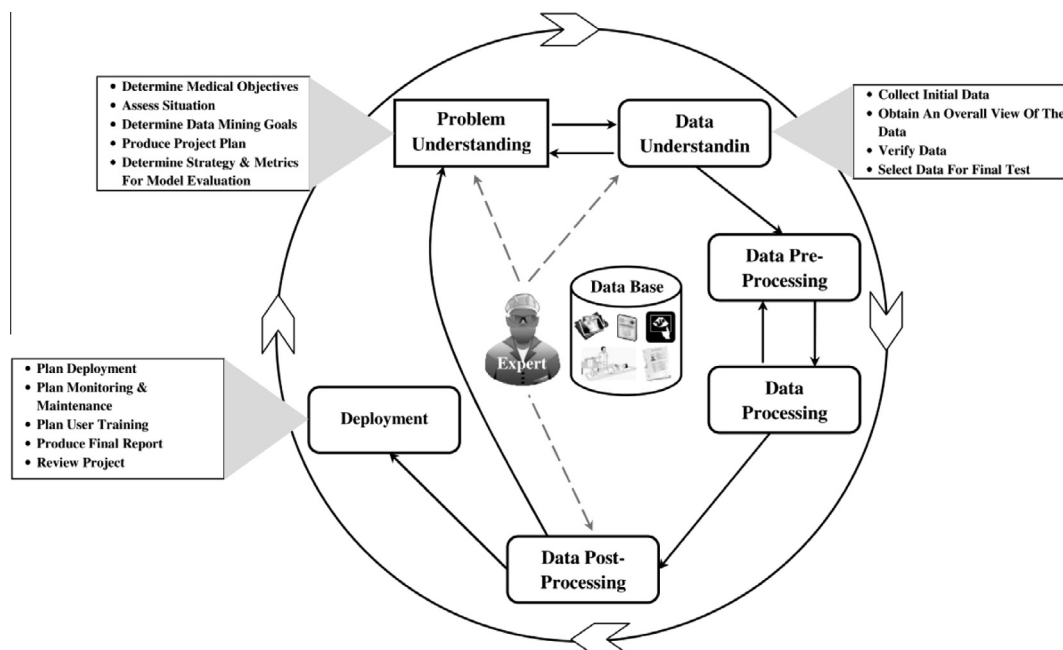 • Determine Medical Objectives
• Assess Situation
• Determine Data Mining Goals
• Produce Project Plan
• Determine Strategy & Metrics
For Model Evaluation
Problem
Understanding
Data
Understandin
• Collect Initial Data
• Obtain An Overall View Of The
Data
• Verify Data
• Select Data For Final Test
Data Pre-
Processing
Data Base
Expert
Data
Processing
• Plan Deployment
• Plan Monitoring &
Maintenance
• Plan User Training
• Produce Final Report
• Review Project
Deployment
Data Post-
Processing